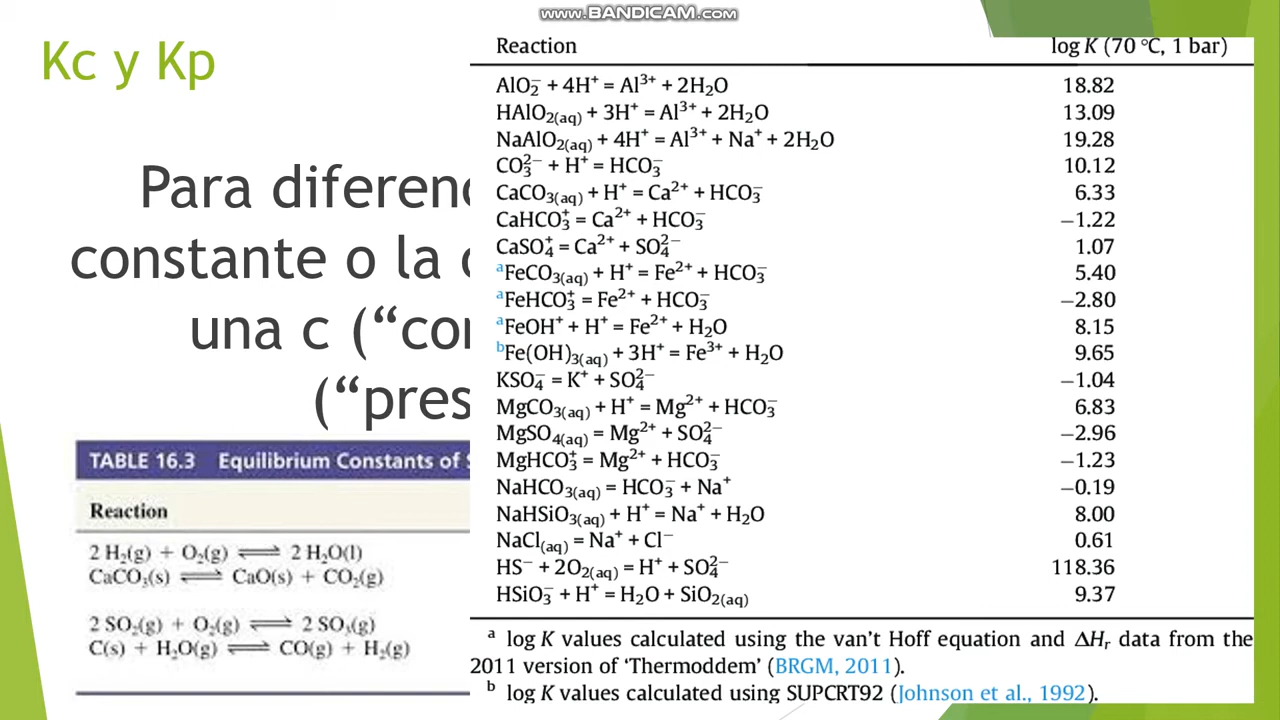 www.BANDICAM.com
Kc y Kp
Para
constante o la
una c
TABLE 16.3 Equilibrium Constants of
Reaction
2 H₂(g) + O₂(g) ⇌ 2 H₂O(l)
CaCO₃(s) ⇌ CaO(s) + CO₂(g)
2 SO₂(g) + O₂(g) ⇌ 2 SO₃(g)
C(s) + H₂O(g) ⇌ CO(g) + H₂(g)
Reaction log K (70 °C, 1 bar)
AlO₂⁻ + 4H⁺ = Al³⁺ + 2H₂O 18.82
HAlO₂(aq) + 3H⁺ = Al³⁺ + 2H₂O 13.09
NaAlO₂(aq) + 4H⁺ = Al³⁺ + Na⁺ + 2H₂O 19.28
CO₃²⁻ + H⁺ = HCO₃⁻ 10.12
CaCO₃(aq) + H⁺ = Ca²⁺ + HCO₃⁻ 6.33
CaHCO₃⁺ = Ca²⁺ + HCO₃⁻ −1.22
CaSO₄⁺ = Ca²⁺ + SO₄²⁻ 1.07
ᵃFeCO₃(aq) + H⁺ = Fe²⁺ + HCO₃⁻ 5.40
ᵃFeHCO₃⁺ = Fe²⁺ + HCO₃⁻ −2.80
ᵃFeOH⁺ + H⁺ = Fe²⁺ + H₂O 8.15
ᵇFe(OH)₃(aq) + 3H⁺ = Fe³⁺ + H₂O 9.65
KSO₄⁻ = K⁺ + SO₄²⁻ −1.04
MgCO₃(aq) + H⁺ = Mg²⁺ + HCO₃⁻ 6.83
MgSO₄(aq) = Mg²⁺ + SO₄²⁻ −2.96
MgHCO₃⁺ = Mg²⁺ + HCO₃⁻ −1.23
NaHCO₃(aq) = HCO₃⁻ + Na⁺ −0.19
NaHSiO₃(aq) + H⁺ = Na⁺ + H₂O 8.00
NaCl(aq) = Na⁺ + Cl⁻ 0.61
HS⁻ + 2O₂(aq) = H⁺ + SO₄²⁻ 118.36
HSiO₃⁻ + H⁺ = H₂O + SiO₂(aq) 9.37
ᵃ log K values calculated using the van't Hoff equation and ΔHᵣ data from the
2011 version of 'Thermoddem' (BRGM, 2011).
ᵇ log K values calculated using SUPCRT92 (Johnson et al., 1992).